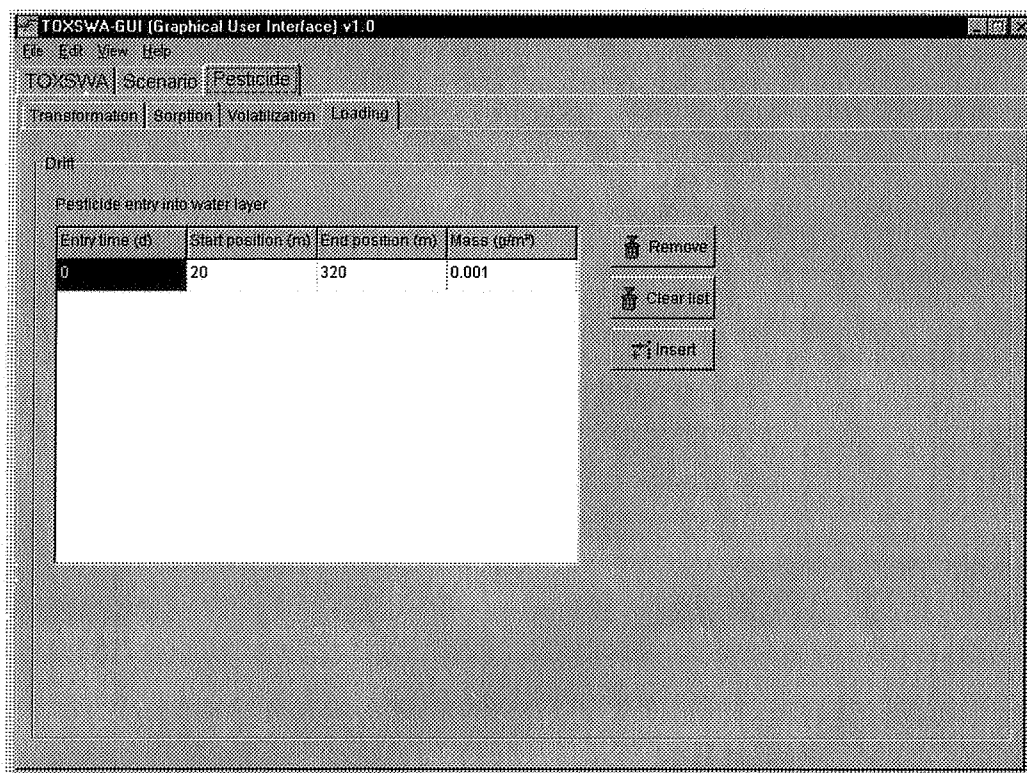 TOXSWA-GUI (Graphical User Interface) v1.0
File Edit View Help
TOXSWA Scenario Pesticide
Transformation Sorption Volatilization Loading
Drift
Pesticide entry into water layer
Entry time (d) Start position (m) End position (m) Mass (g/m²)
0 20 320 0.001
Remove
Clear list
Insert